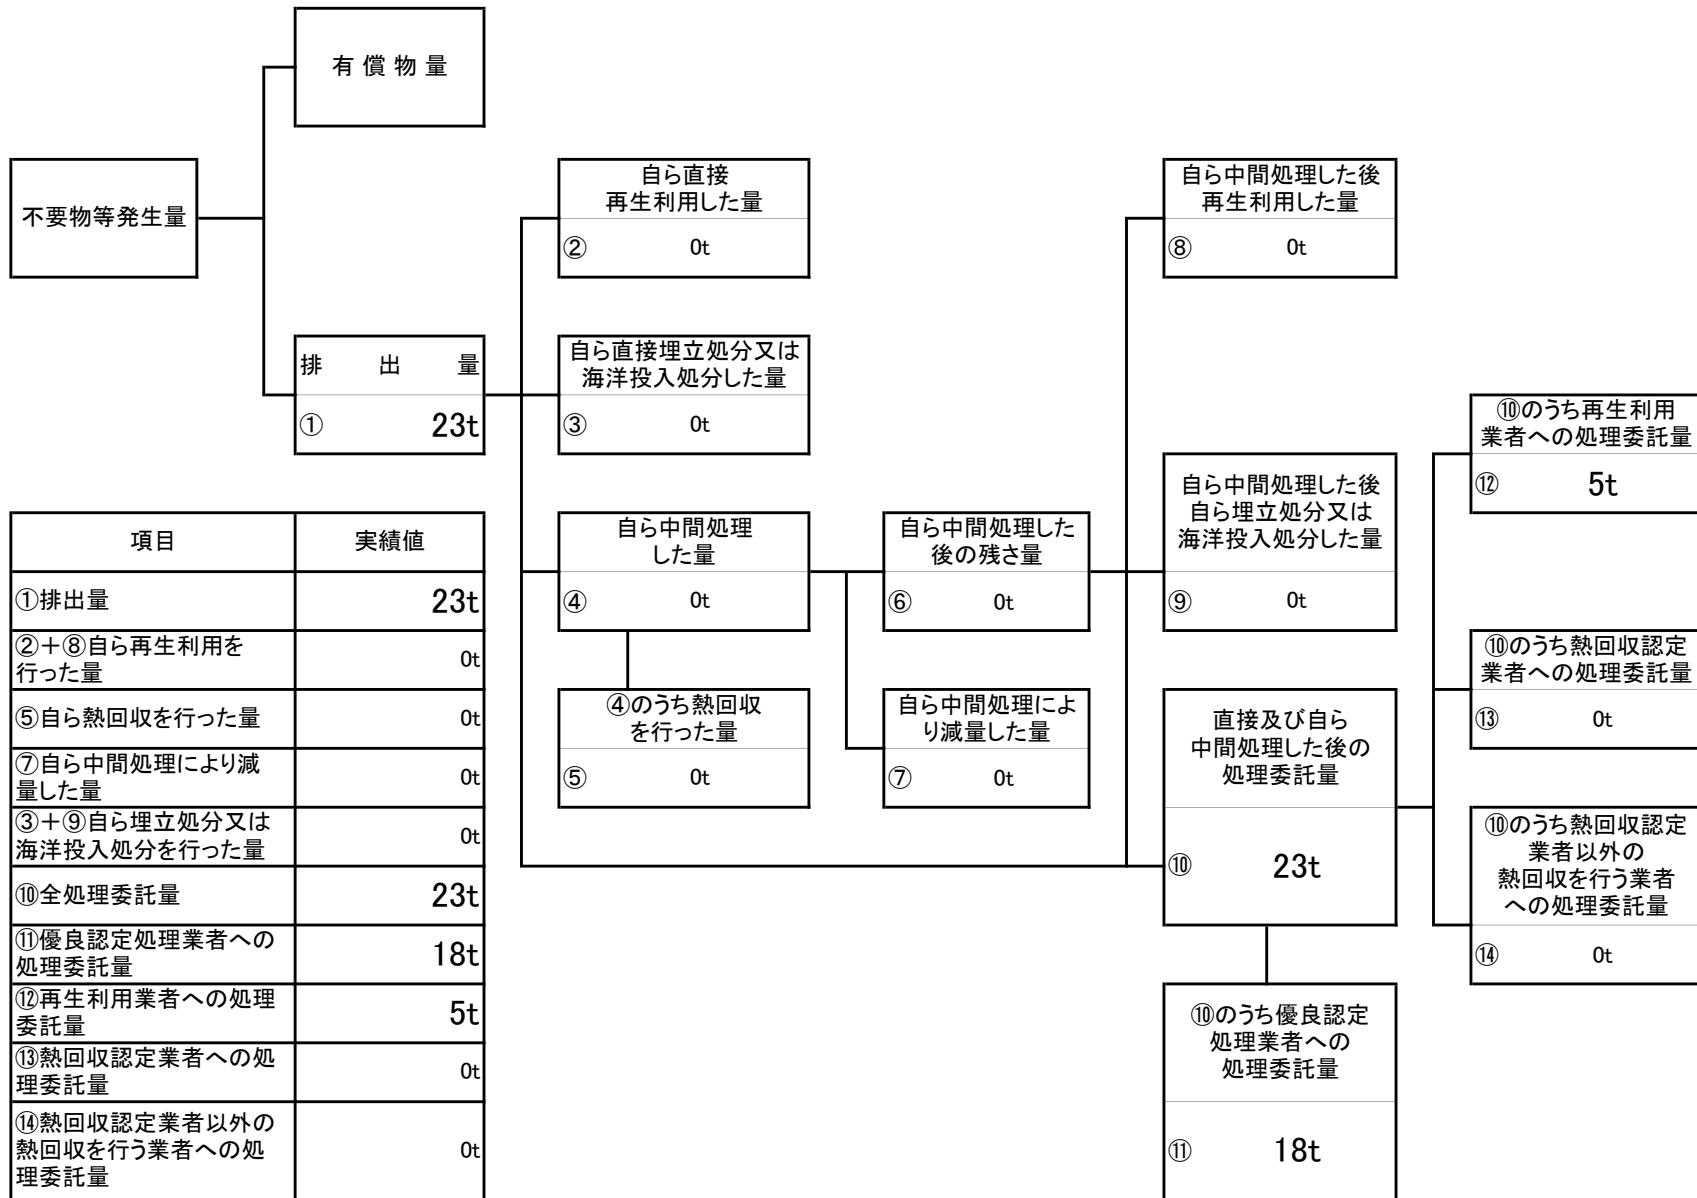 有 償 物 量
不要物等発生量
自ら直接
再生利用した量
② 0t
自ら中間処理した後
再生利用した量
⑧ 0t
排 出 量
① 23t
自ら直接埋立処分又は
海洋投入処分した量
③ 0t
⑩のうち再生利用
業者への処理委託量
⑫ 5t
自ら中間処理した後
自ら埋立処分又は
海洋投入処分した量
⑨ 0t
自ら中間処理
した量
④ 0t
自ら中間処理した
後の残さ量
⑥ 0t
⑩のうち熱回収認定
業者への処理委託量
⑬ 0t
④のうち熱回収
を行った量
⑤ 0t
自ら中間処理によ
り減量した量
⑦ 0t
直接及び自ら
中間処理した後の
処理委託量
⑩ 23t
⑩のうち熱回収認定
業者以外の
熱回収を行う業者
への処理委託量
⑭ 0t
⑩のうち優良認定
処理業者への
処理委託量
⑪ 18t
項目 実績値
①排出量 23t
②+⑧自ら再生利用を
行った量 0t
⑤自ら熱回収を行った量 0t
⑦自ら中間処理により減
量した量 0t
③+⑨自ら埋立処分又は
海洋投入処分を行った量 0t
⑩全処理委託量 23t
⑪優良認定処理業者への
処理委託量 18t
⑫再生利用業者への処理
委託量 5t
⑬熱回収認定業者への処
理委託量 0t
⑭熱回収認定業者以外の
熱回収を行う業者への処
理委託量 0t